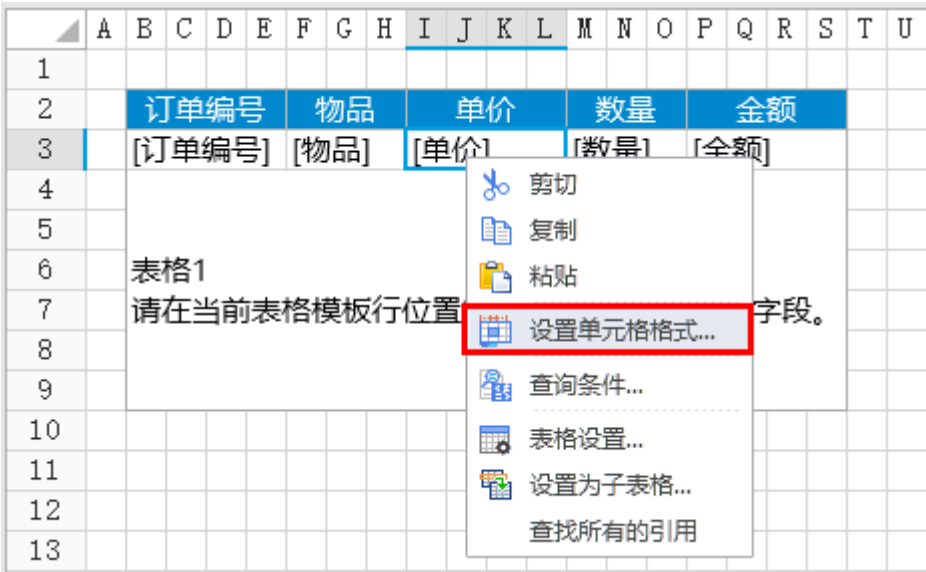 A B C D E F G H I J K L M N O P Q R S T U
1
2 订单编号 物品 单价 数量 金额
3 [订单编号] [物品] [单价] [数量] [金额]
剪切
4
复制
5
6 表格1
粘贴
7 请在当前表格模板行位置 字段。
设置单元格格式...
8
查询条件...
9
10
表格设置...
11
设置为子表格...
12
查找所有的引用
13